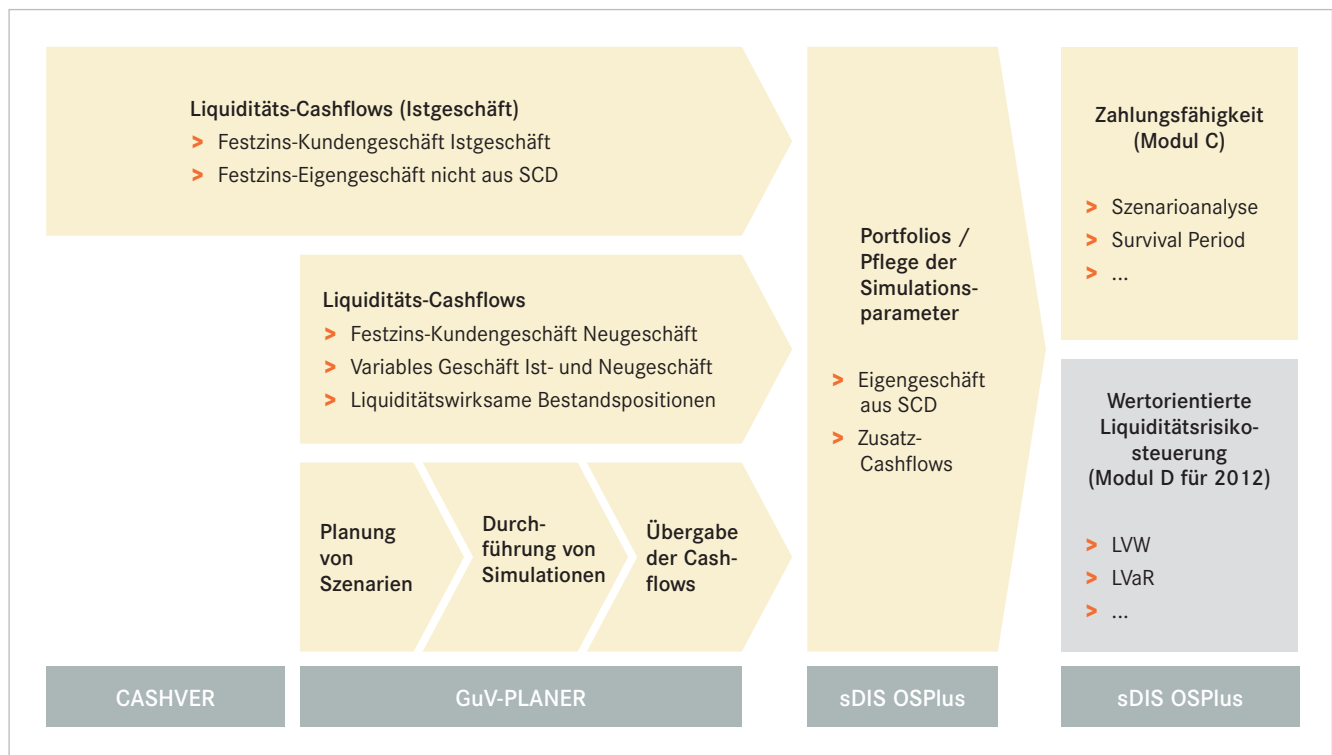 Liquiditäts-Cashflows (Istgeschäft)
> Festzins-Kundengeschäft Istgeschäft
> Festzins-Eigengeschäft nicht aus SCD
Liquiditäts-Cashflows
> Festzins-Kundengeschäft Neugeschäft
> Variables Geschäft Ist- und Neugeschäft
> Liquiditätswirksame Bestandspositionen
Planung
von
Szenarien
Durch-
führung von
Simulationen
Übergabe
der Cash-
flows
Portfolios /
Pflege der
Simulations-
parameter
> Eigengeschäft
aus SCD
> Zusatz-
Cashflows
Zahlungsfähigkeit
(Modul C)
> Szenarioanalyse
> Survival Period
> ...
Wertorientierte
Liquiditätsrisiko-
steuerung
(Modul D für 2012)
> LVW
> LVaR
> ...
CASHVER
GuV-PLANER
sDIS OSPlus
sDIS OSPlus